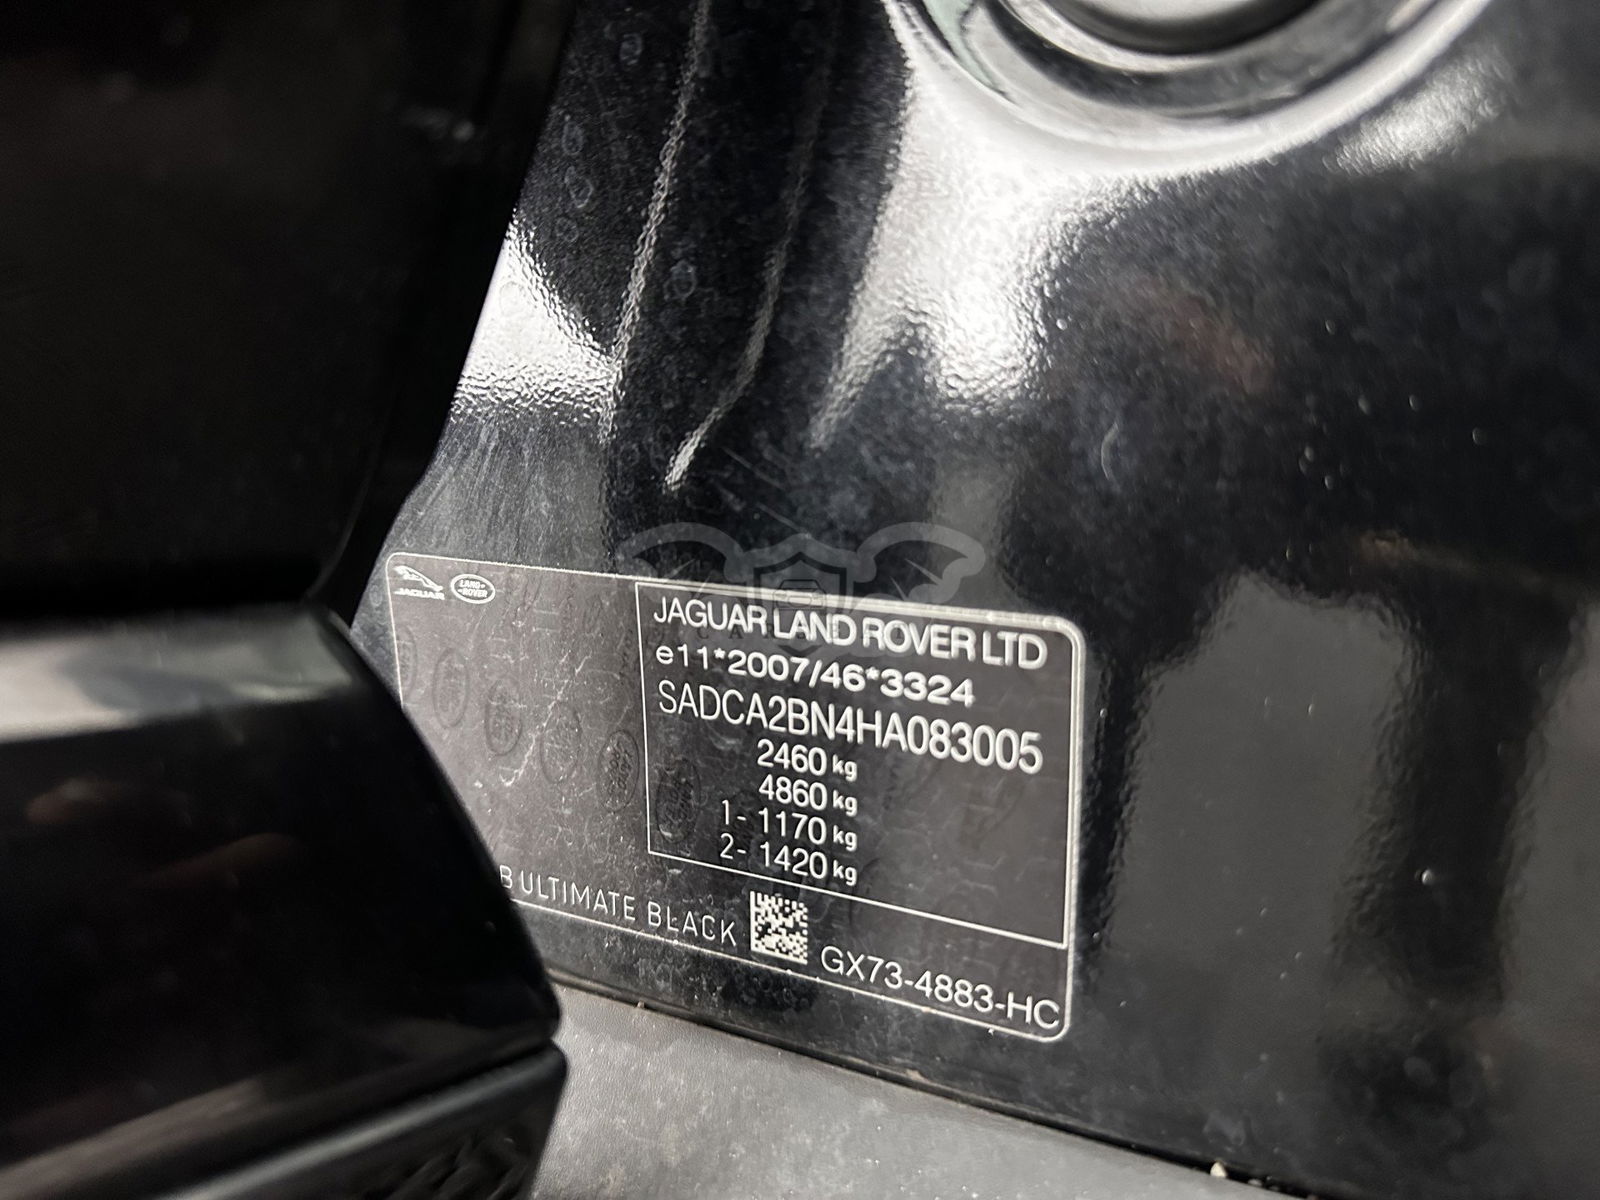 JAGUAR
LAND-
-ROVER
JAGUAR LAND ROVER LTD
e11*2007/46*3324
SADCA2BN4HA083005
2460 kg
4860 kg
1- 1170 kg
2- 1420 kg
B ULTIMATE BLACK
GX73-4883-HC